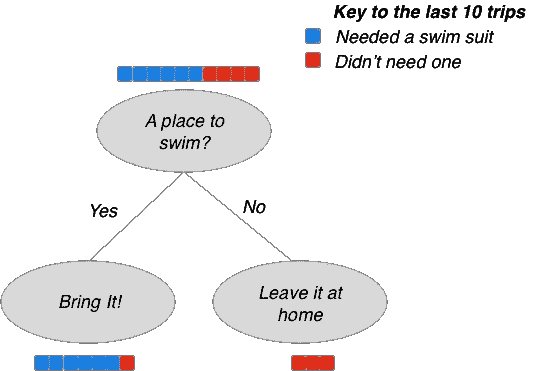 Key to the last 10 trips
Needed a swim suit
Didn't need one
A place to
swim?
Yes
No
Bring It!
Leave it at
home